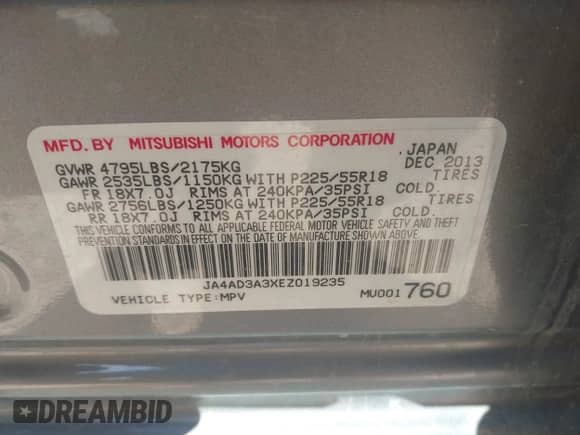 MFD. BY MITSUBISHI MOTORS CORPORATION JAPAN
GVWR 4795LBS/2175KG DEC 2013
GAWR 2535LBS/1150KG WITH P225/55R18 TIRES
FR 18X7.0J RIMS AT 240KPA/35PSI COLD.
GAWR 2756LBS/1250KG WITH P225/55R18 TIRES
RR 18X7.0J RIMS AT 240KPA/35PSI COLD.
THIS VEHICLE CONFORMS TO ALL APPLICABLE FEDERAL MOTOR VEHICLE SAFETY AND THEFT
PREVENTION STANDARDS IN EFFECT ON THE DATE OF MANUFACTURE SHOWN ABOVE.
JA4AD3A3XEZ019235
VEHICLE TYPE:MPV MU001 760
DREAMBID